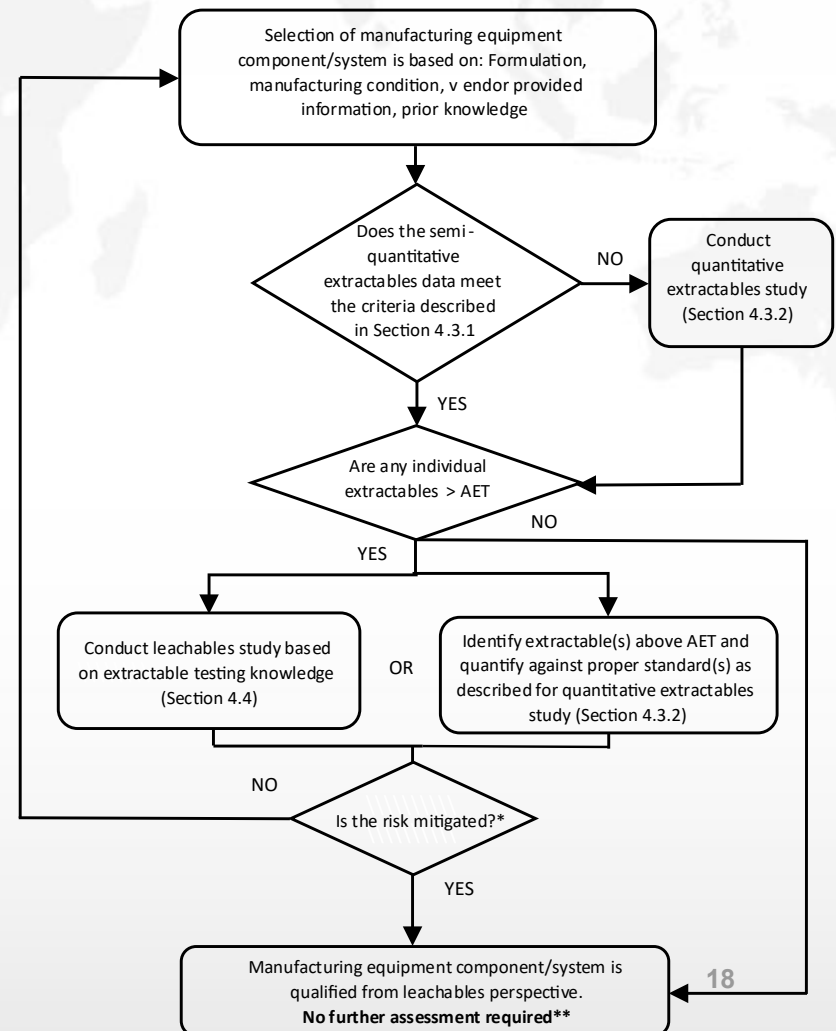 Selection of manufacturing equipment
component/system is based on: Formulation,
manufacturing condition, v endor provided
information, prior knowledge
Does the semi -
quantitative
extractables data meet
the criteria described
in Section 4.3.1
NO
Conduct
quantitative
extractables study
(Section 4.3.2)
YES
Are any individual
extractables > AET
NO
YES
Conduct leachables study based
on extractable testing knowledge
(Section 4.4)
OR
Identify extractable(s) above AET and
quantify against proper standard(s) as
described for quantitative extractables
study (Section 4.3.2)
NO
Is the risk mitigated?*
YES
Manufacturing equipment component/system is
qualified from leachables perspective.
No further assessment required**
18